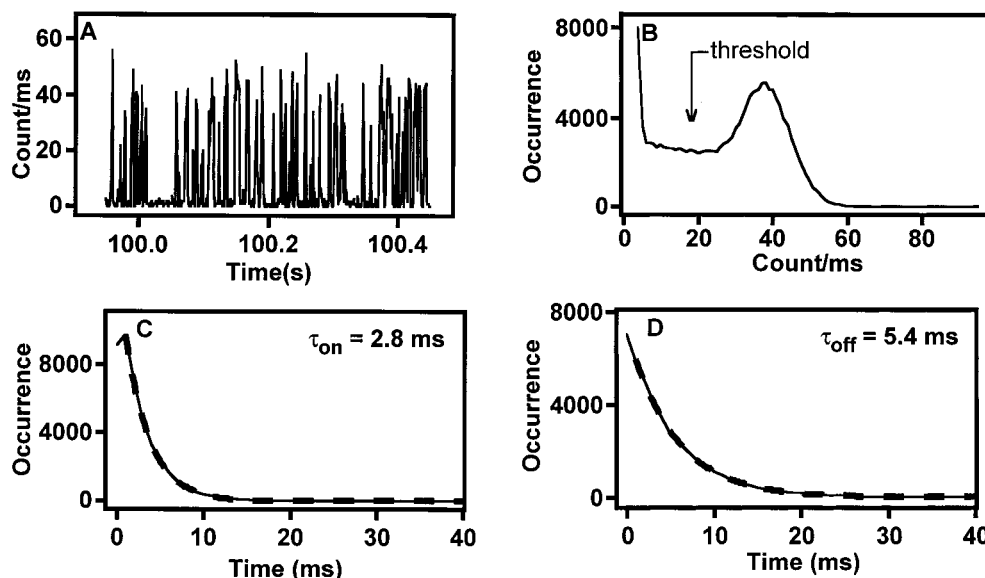 A
60
40
20
0
Count/ms
100.0
100.2
100.4
Time(s)
B
threshold
8000
4000
0
Occurrence
0
20
40
60
80
Count/ms
C
τon = 2.8 ms
8000
4000
0
Occurrence
0
10
20
30
40
Time (ms)
D
τoff = 5.4 ms
8000
4000
0
Occurrence
0
10
20
30
40
Time (ms)